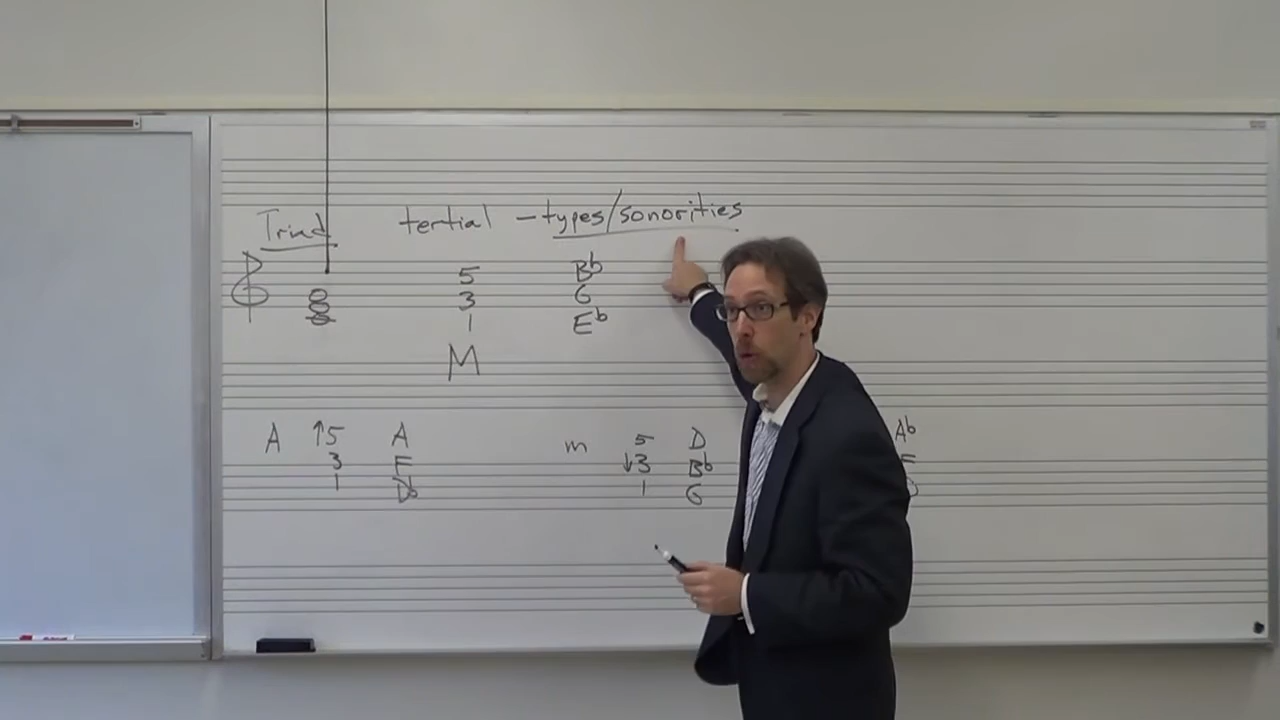 Triad tertial - types/sonorities
5 B♭
3 G
1 E♭
M
A ↑5 A m 5 D A♭
3 F ↓3 B♭ F
1 D♭ 1 G